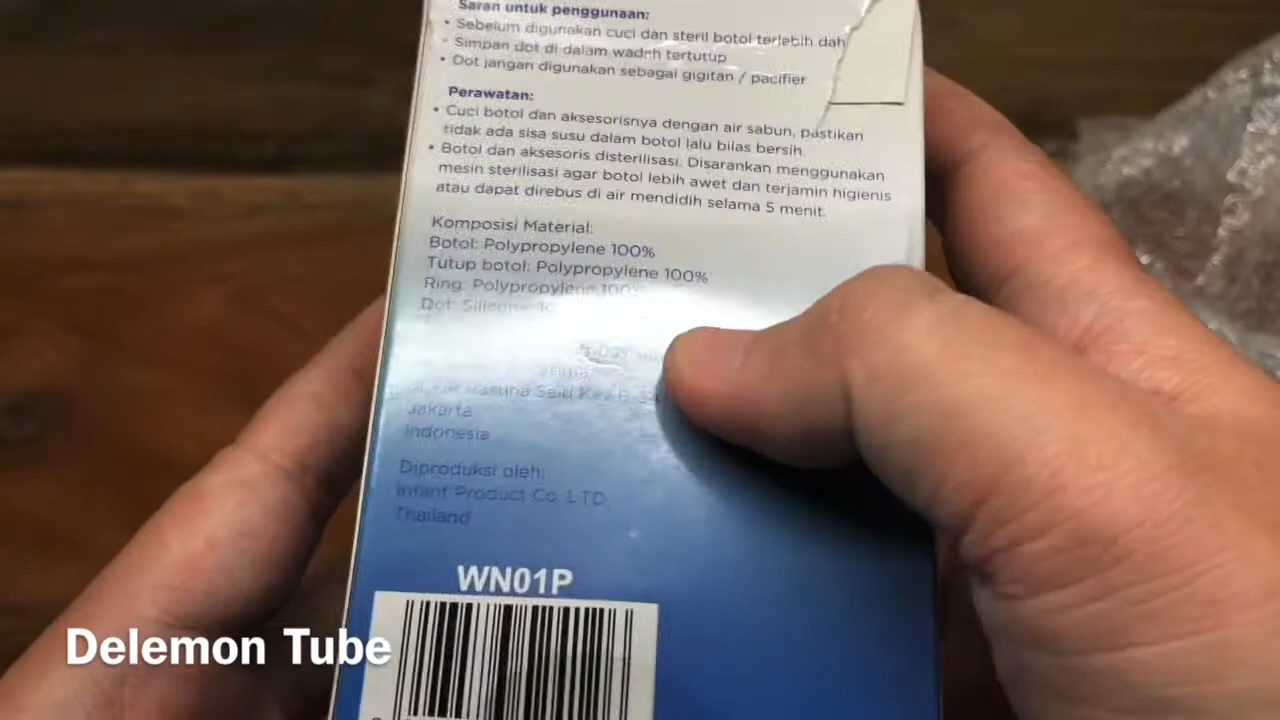 Saran untuk penggunaan:
• Sebelum digunakan cuci dan steril botol terlebih dah
• Simpan dot di dalam wadah tertutup
• Dot jangan digunakan sebagai gigitan / pacifier
Perawatan:
• Cuci botol dan aksesorisnya dengan air sabun, pastikan
tidak ada sisa susu dalam botol lalu bilas bersih.
• Botol dan aksesoris disterilisasi. Disarankan menggunakan
mesin sterilisasi agar botol lebih awet dan terjamin higienis
atau dapat direbus di air mendidih selama 5 menit.
Komposisi Material:
Botol: Polypropylene 100%
Tutup botol: Polypropylene 100%
Ring: Polypropylene 100%
Dot: Silicone
Said
Jakarta
Indonesia
Diproduksi oleh:
Infant Product Co, LTD
Thailand
WN01P
Delemon Tube